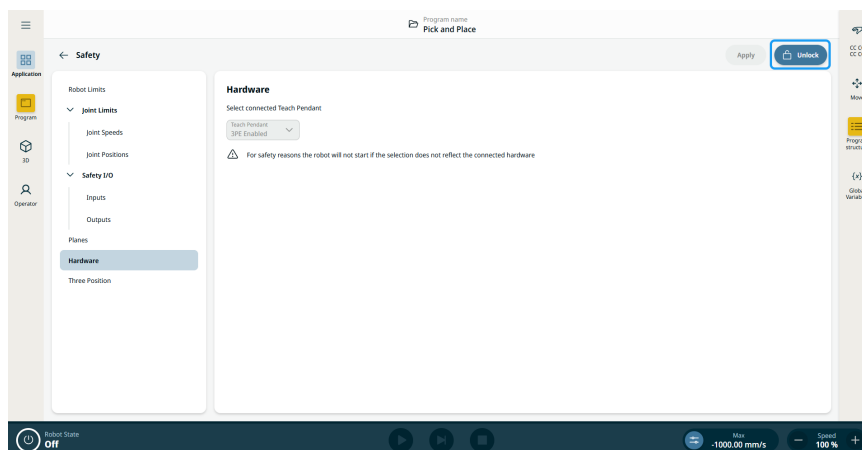 Program name
Pick and Place
Safety
Apply
Unlock
Application
Program
3D
Operator
Robot Limits
Joint Limits
Joint Speeds
Joint Positions
Safety I/O
Inputs
Outputs
Planes
Hardware
Three Position
Hardware
Select connected Teach Pendant
Teach Pendant
3PE Enabled
For safety reasons the robot will not start if the selection does not reflect the connected hardware
{x}
Robot State
Off
Max
-1000.00 mm/s
Speed
100 %